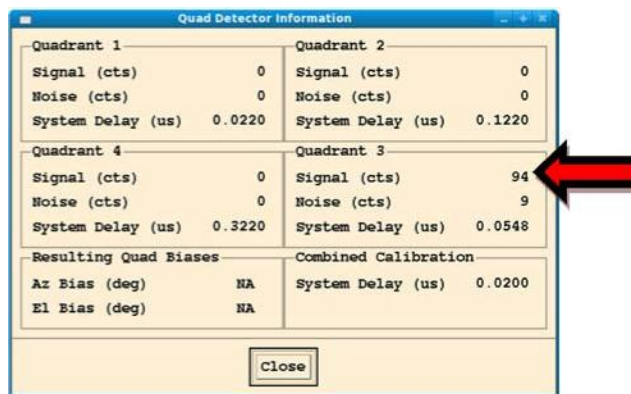 Quad Detector Information
Quadrant 1
Signal (cts) 0
Noise (cts) 0
System Delay (us) 0.0220
Quadrant 2
Signal (cts) 0
Noise (cts) 0
System Delay (us) 0.1220
Quadrant 4
Signal (cts) 0
Noise (cts) 0
System Delay (us) 0.3220
Quadrant 3
Signal (cts) 94
Noise (cts) 9
System Delay (us) 0.0548
Resulting Quad Biases
Az Bias (deg) NA
El Bias (deg) NA
Combined Calibration
System Delay (us) 0.0200
Close